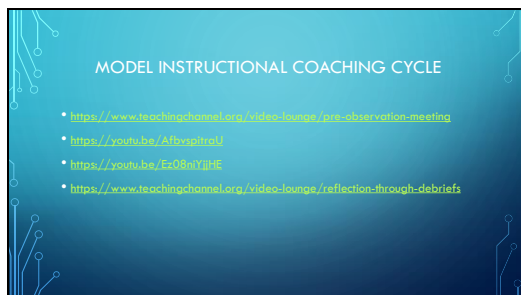 MODEL INSTRUCTIONAL COACHING CYCLE
• https://www.teachingchannel.org/video-lounge/pre-observation-meeting
• https://youtu.be/AfbvspitraU
• https://youtu.be/Ez08niYjjHE
• https://www.teachingchannel.org/video-lounge/reflection-through-debriefs